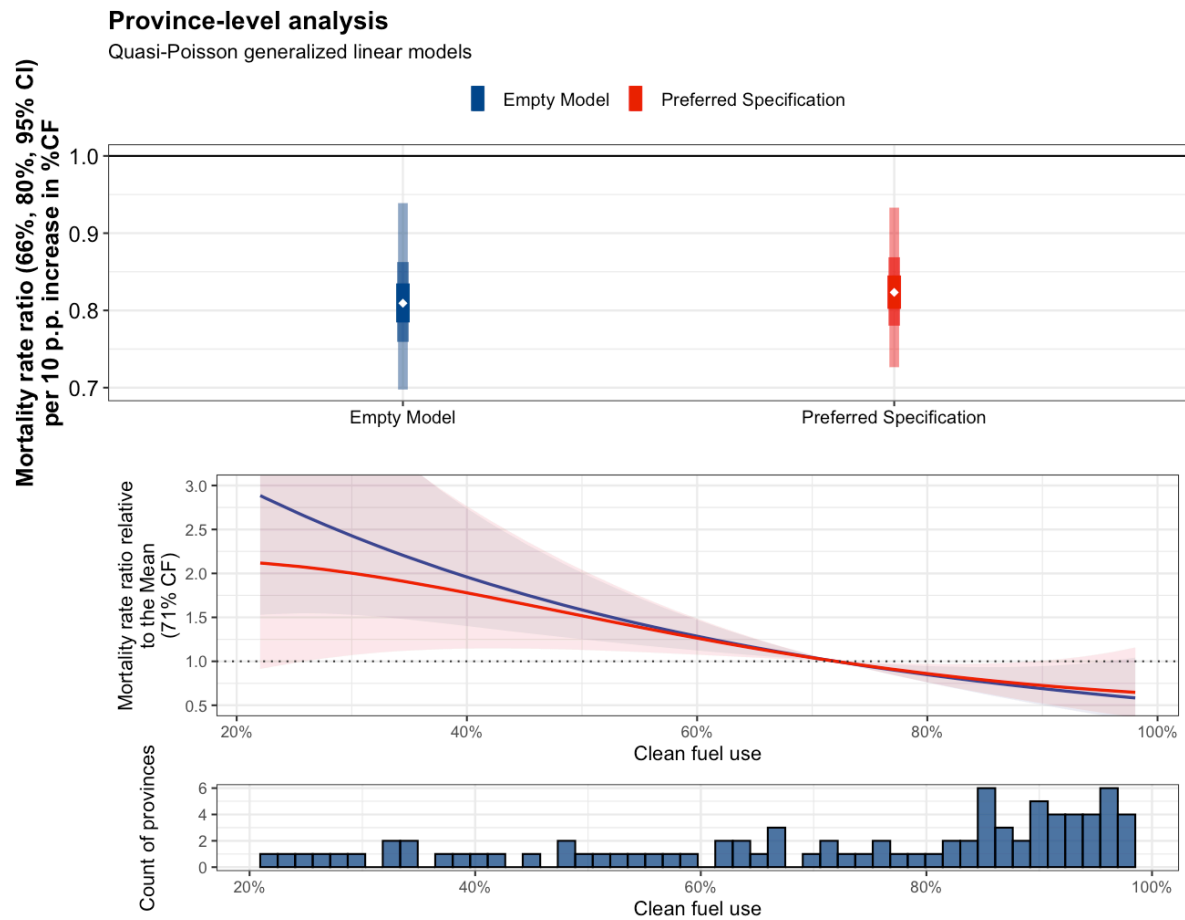 Province-level analysis
Quasi-Poisson generalized linear models
Empty Model
Preferred Specification
Mortality rate ratio (66%, 80%, 95% CI)
per 10 p.p. increase in %CF
1.0
0.9
0.8
0.7
Empty Model
Preferred Specification
Mortality rate ratio relative
to the Mean
(71% CF)
3.0
2.5
2.0
1.5
1.0
0.5
20%
40%
60%
80%
100%
Clean fuel use
Count of provinces
6
4
2
0
20%
40%
60%
80%
100%
Clean fuel use